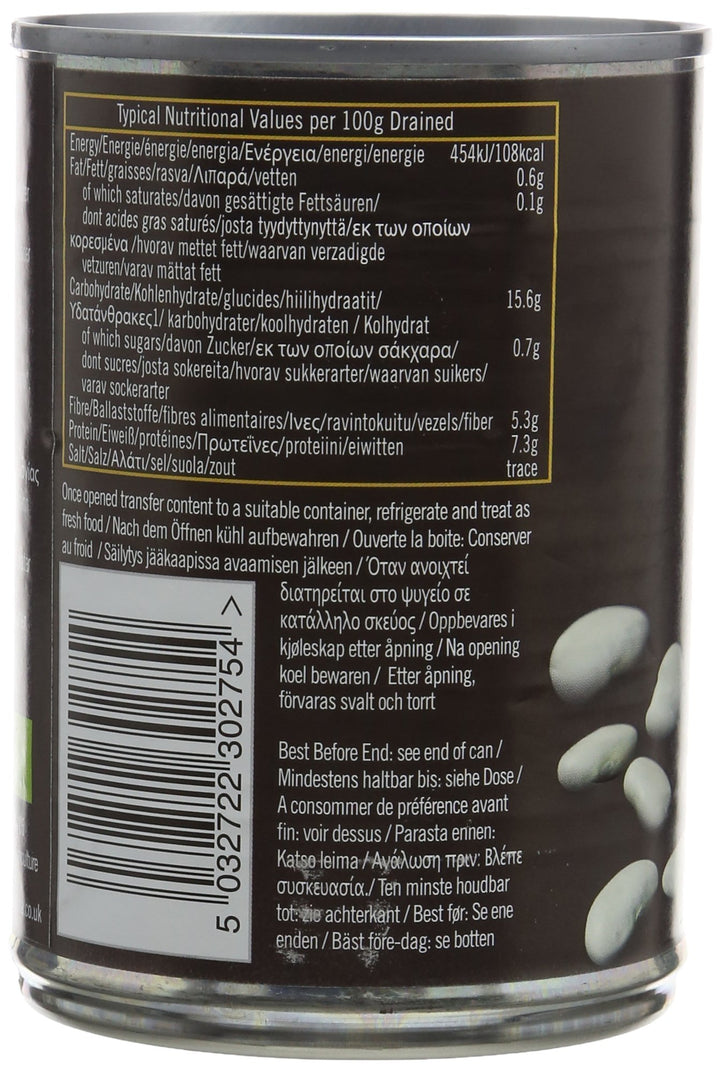 Typical Nutritional Values per 100g Drained
Energy/Energie/énergie/energia/Ενέργεια/energi/energie 454kJ/108kcal
Fat/Fett/graisses/rasva/Λιπαρά/vetten 0.6g
of which saturates/davon gesättigte Fettsäuren/ 0.1g
dont acides gras saturés/josta tyydyttynyttä/εκ των οποίων
κορεσμένα /hvorav mettet fett/waarvan verzadigde
vetzuren/varav mättat fett
Carbohydrate/Kohlenhydrate/glucides/hiilihydraatit/ 15.6g
Υδατάνθρακες1/ karbohydrater/koolhydraten / Kolhydrat
of which sugars/davon Zucker/εκ των οποίων σάκχαρα/ 0.7g
dont sucres/josta sokereita/hvorav sukkerarter/waarvan suikers/
varav sockerarter
Fibre/Ballaststoffe/fibres alimentaires/Ινες/ravintokuitu/vezels/fiber 5.3g
Protein/Eiweiß/protéines/Πρωτεΐνες/proteiini/eiwitten 7.3g
Salt/Salz/Αλάτι/sel/suola/zout trace
Once opened transfer content to a suitable container, refrigerate and treat as
fresh food / Nach dem Öffnen kühl aufbewahren / Ouverte la boite: Conserver
au froid / Säilytys jääkaapissa avaamisen jälkeen / Όταν ανοιχτεί
διατηρείται στο ψυγείο σε
κατάλληλο σκεύος / Oppbevares i
kjøleskap etter åpning / Na opening
koel bewaren / Etter åpning,
förvaras svalt och torrt
Best Before End: see end of can /
Mindestens haltbar bis: siehe Dose /
A consommer de préférence avant
fin: voir dessus / Parasta ennen:
Katso leima / Ανάλωση πριν: Βλέπε
συσκευασία./ Ten minste houdbar
tot: zie achterkant / Best før: Se ene
enden / Bäst före-dag: se botten
5 032722 302754 >
.co.uk